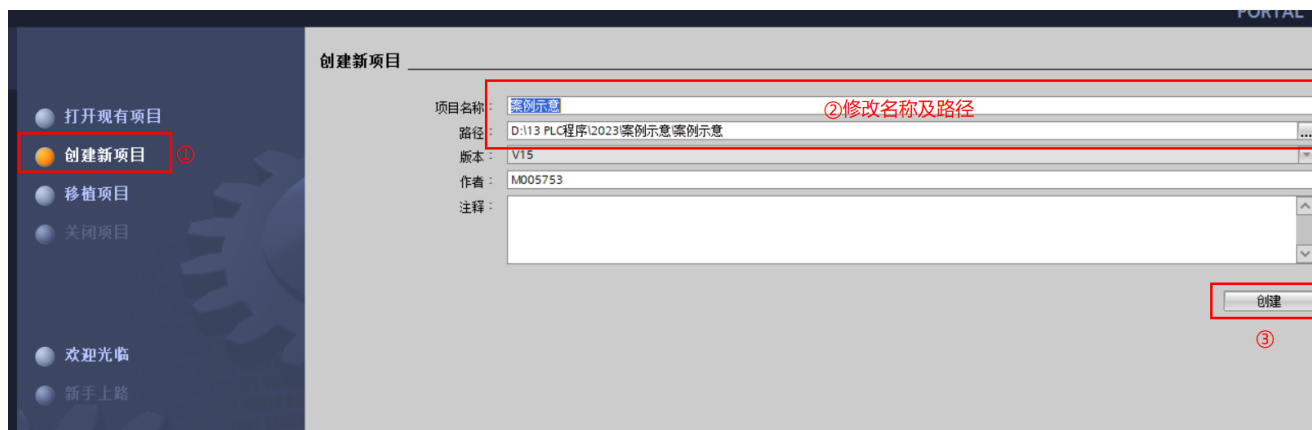 PORTAL
创建新项目
打开现有项目
创建新项目 ①
移植项目
关闭项目
欢迎光临
新手上路
项目名称： 案例示意
②修改名称及路径
路径： D:\13 PLC程序\2023\案例示意\案例示意 ...
版本： V15
作者： M005753
注释：
创建
③